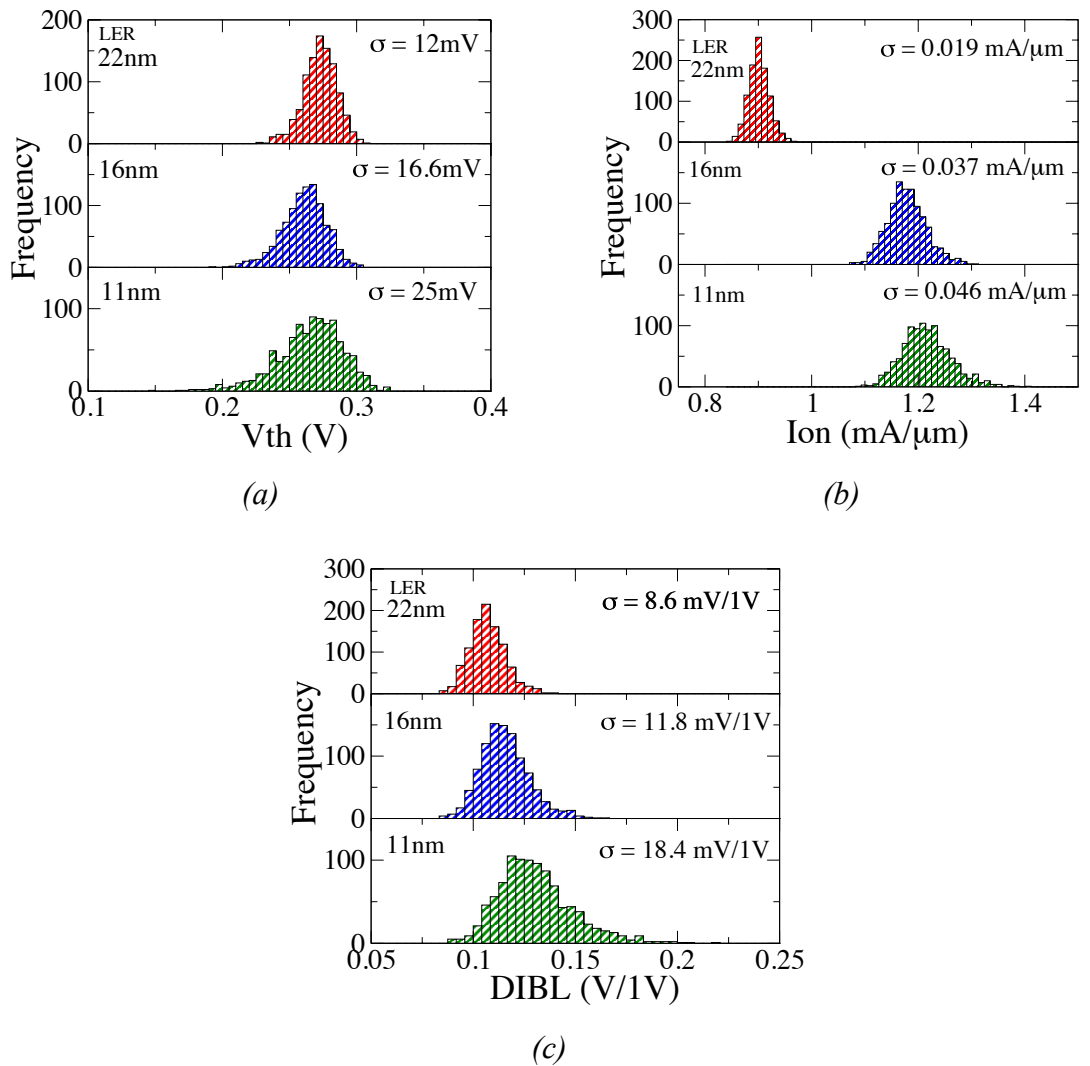 200
LER
22nm
σ = 12mV
100
0
16nm
σ = 16.6mV
100
0
11nm
σ = 25mV
100
0
0.1
0.2
0.3
0.4
Frequency
Vth (V)
(a)
300
LER
22nm
σ = 0.019 mA/μm
200
100
0
16nm
σ = 0.037 mA/μm
100
0
11nm
σ = 0.046 mA/μm
100
0
0.8
1
1.2
1.4
Frequency
Ion (mA/μm)
(b)
300
LER
22nm
σ = 8.6 mV/1V
200
100
0
16nm
σ = 11.8 mV/1V
100
0
11nm
σ = 18.4 mV/1V
100
0
0.05
0.1
0.15
0.2
0.25
Frequency
DIBL (V/1V)
(c)